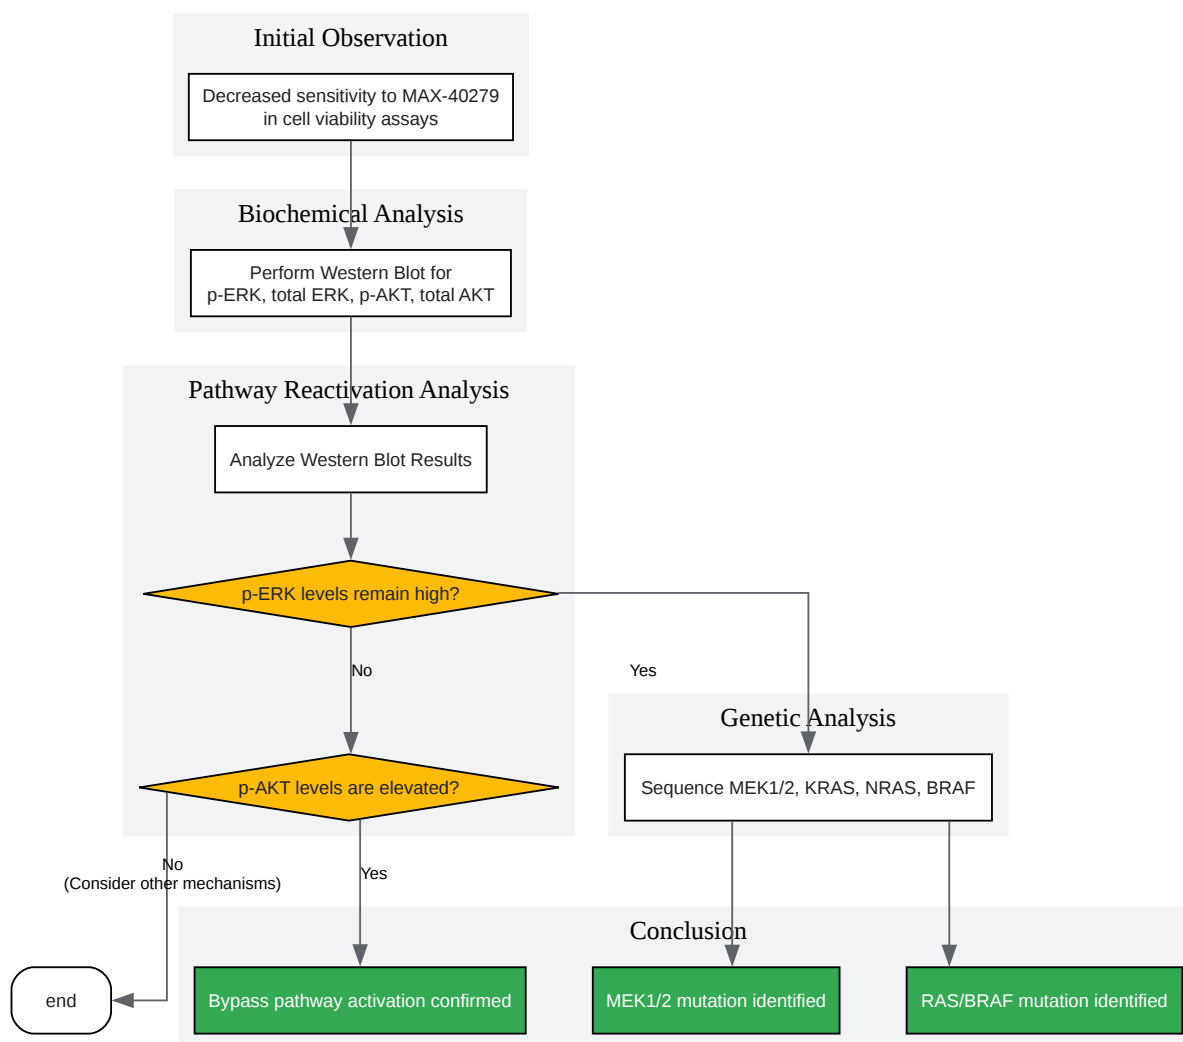 Initial Observation
Decreased sensitivity to MAX-40279
in cell viability assays
Biochemical Analysis
Perform Western Blot for
p-ERK, total ERK, p-AKT, total AKT
Pathway Reactivation Analysis
Analyze Western Blot Results
p-ERK levels remain high?
No
Yes
Genetic Analysis
p-AKT levels are elevated?
Sequence MEK1/2, KRAS, NRAS, BRAF
No
(Consider other mechanisms)
Yes
Conclusion
end
Bypass pathway activation confirmed
MEK1/2 mutation identified
RAS/BRAF mutation identified